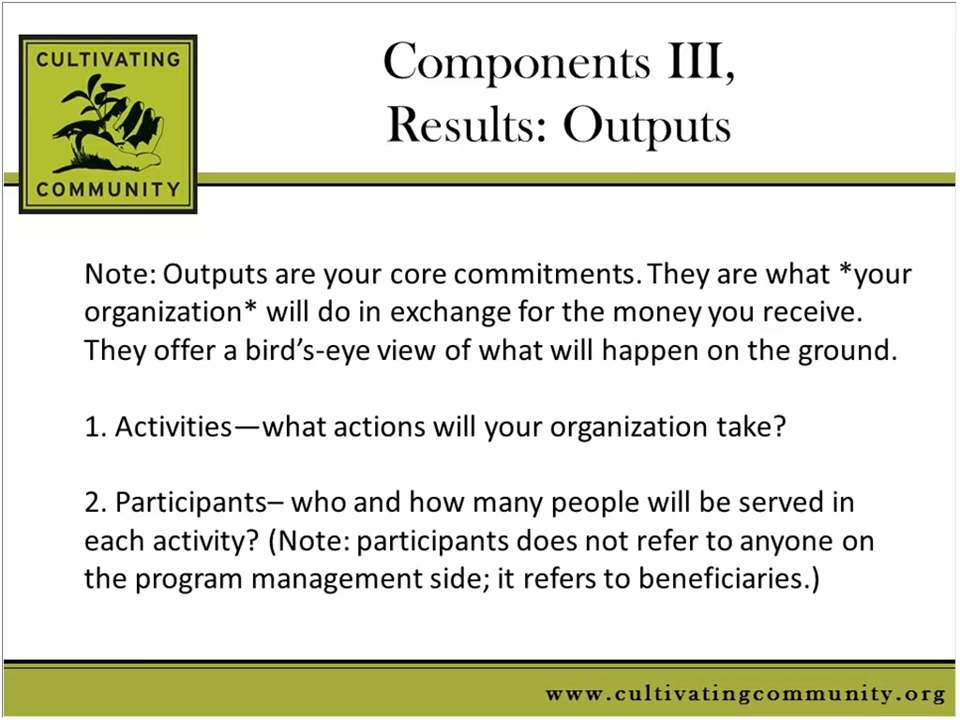 CULTIVATING
COMMUNITY
Components III,
Results: Outputs
Note: Outputs are your core commitments. They are what *your
organization* will do in exchange for the money you receive.
They offer a bird’s-eye view of what will happen on the ground.
1. Activities—what actions will your organization take?
2. Participants– who and how many people will be served in
each activity? (Note: participants does not refer to anyone on
the program management side; it refers to beneficiaries.)
www.cultivatingcommunity.org